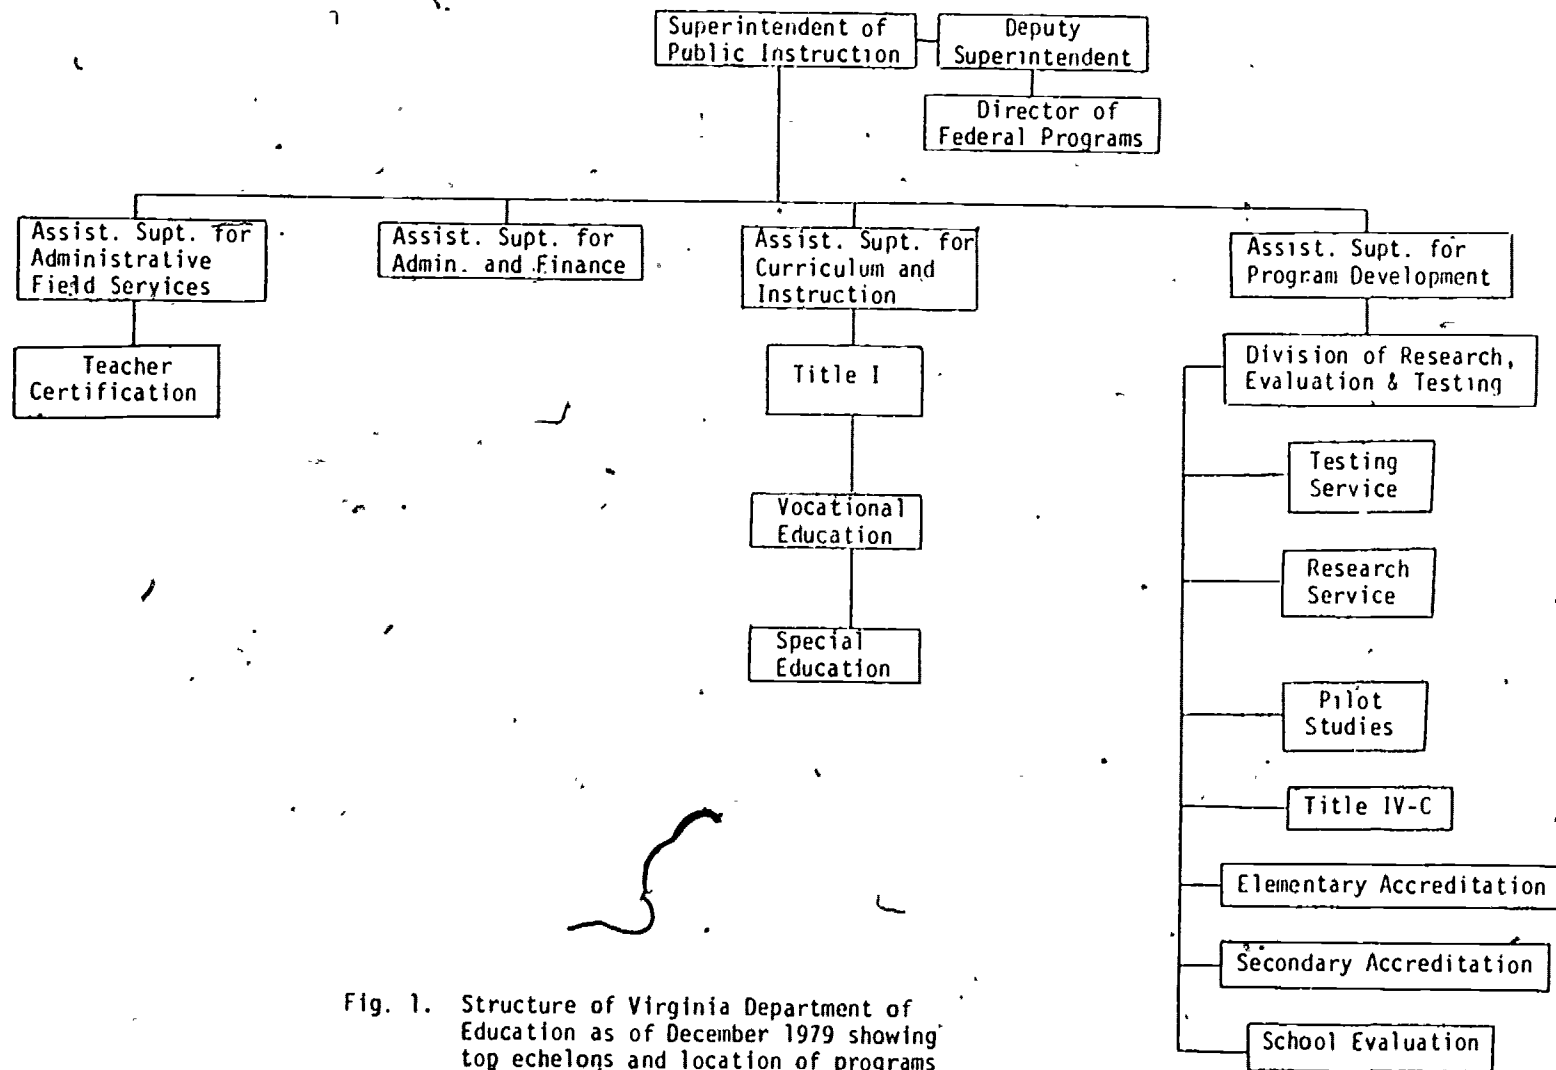 Superintendent of
Public Instruction
Deputy
Superintendent
Director of
Federal Programs
Assist. Supt. for
Administrative
Field Services
Assist. Supt. for
Admin. and Finance
Assist. Supt. for
Curriculum and
Instruction
Assist. Supt. for
Program Development
Teacher
Certification
Title I
Vocational
Education
Special
Education
Division of Research,
Evaluation & Testing
Testing
Service
Research
Service
Pilot
Studies
Title IV-C
Elementary Accreditation
Secondary Accreditation
School Evaluation
Fig. 1. Structure of Virginia Department of
Education as of December 1979 showing
top echelons and location of programs